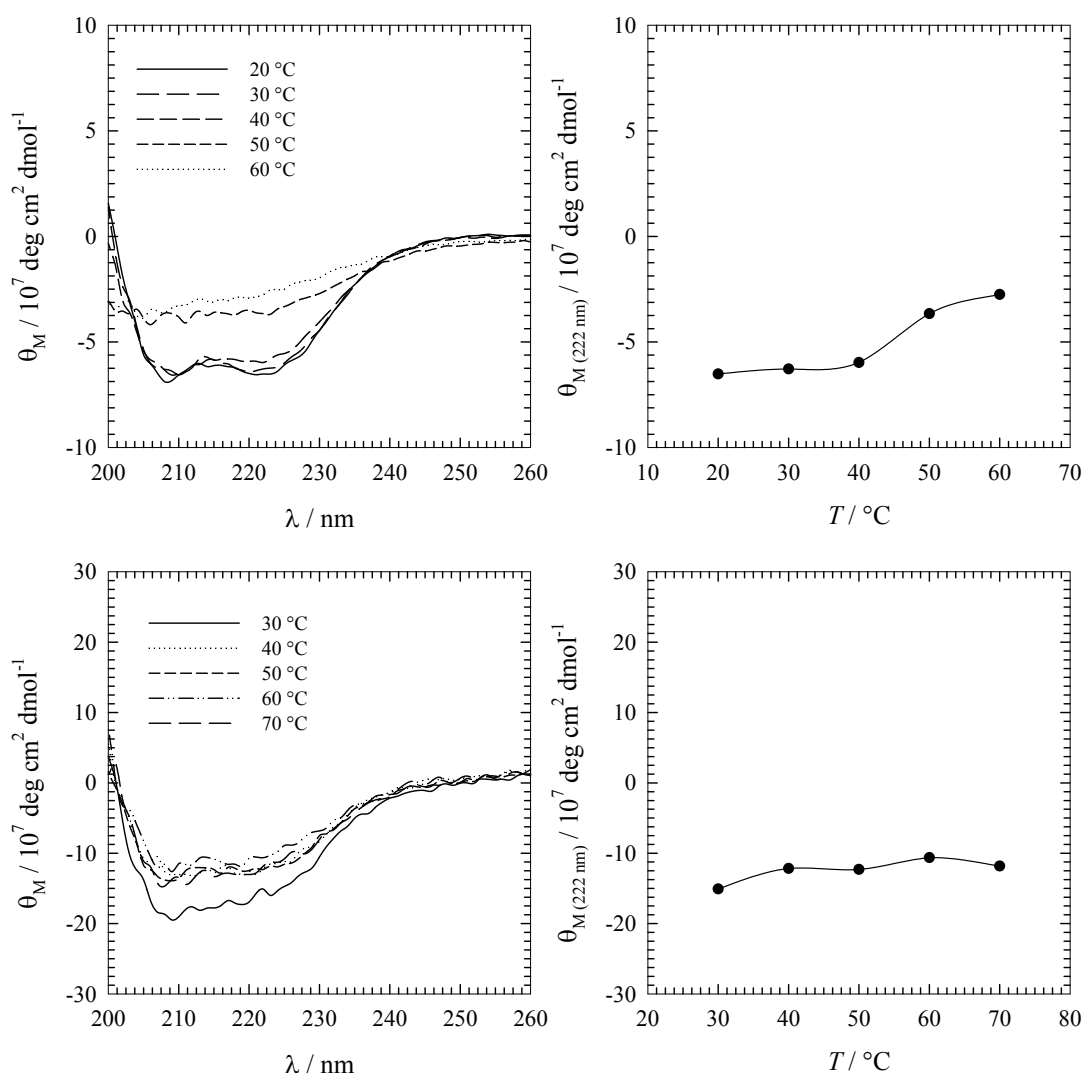 θM / 10⁷ deg cm² dmol⁻¹
10
5
0
-5
-10
20 °C
30 °C
40 °C
50 °C
60 °C
200 210 220 230 240 250 260
λ / nm
θM (222 nm) / 10⁷ deg cm² dmol⁻¹
10
5
0
-5
-10
10 20 30 40 50 60 70
T / °C
θM / 10⁷ deg cm² dmol⁻¹
30
20
10
0
-10
-20
-30
30 °C
40 °C
50 °C
60 °C
70 °C
200 210 220 230 240 250 260
λ / nm
θM (222 nm) / 10⁷ deg cm² dmol⁻¹
30
20
10
0
-10
-20
-30
20 30 40 50 60 70 80
T / °C